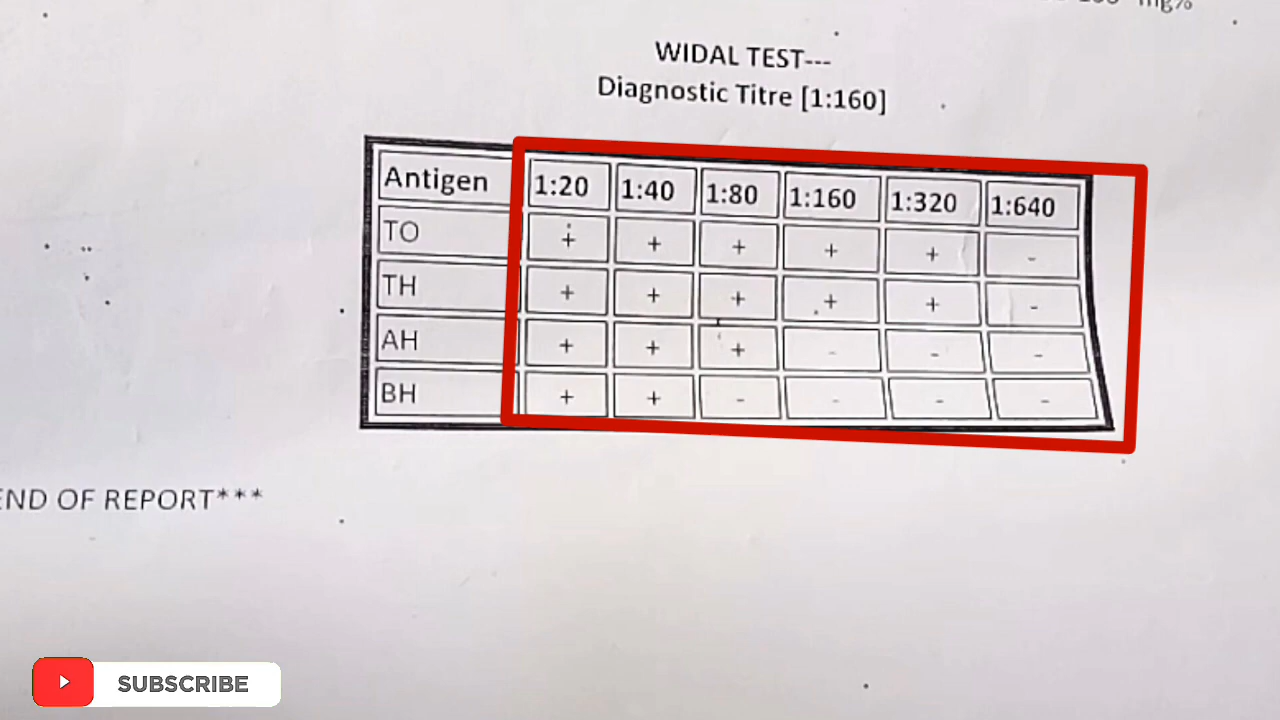 mg%
WIDAL TEST---
Diagnostic Titre [1:160]
Antigen 1:20 1:40 1:80 1:160 1:320 1:640
TO + + + + + -
TH + + + + + -
AH + + + - - -
BH + + - - - -
END OF REPORT***
SUBSCRIBE